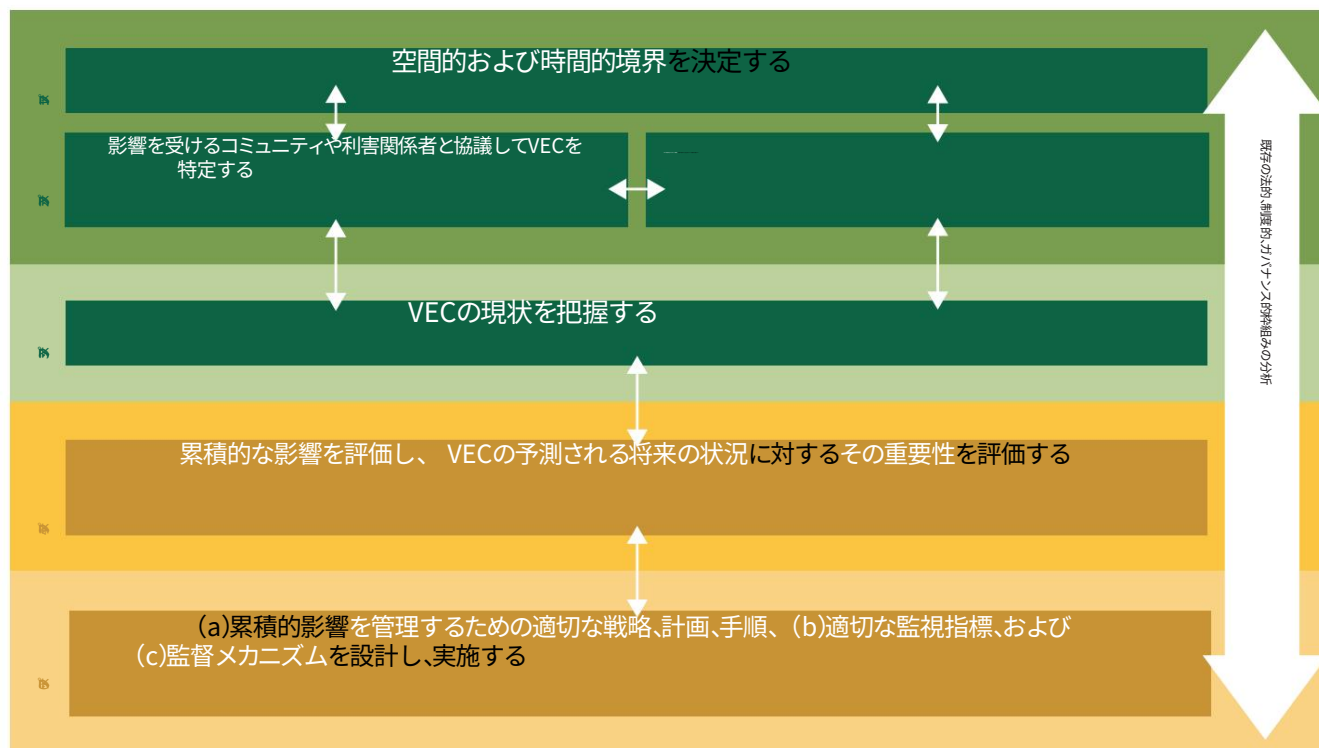 空間的および時間的境界を決定する
影響を受けるコミュニティや利害関係者と協議してVECを
特定する
VECの現状を把握する
累積的な影響を評価し、 VECの予測される将来の状況に対するその重要性を評価する
(a)累積的影響を管理するための適切な戦略、計画、手順、 (b)適切な監視指標、および
(c)監督メカニズムを設計し、実施する
既存の法的、制度的、ガバナンス的枠組みの分析